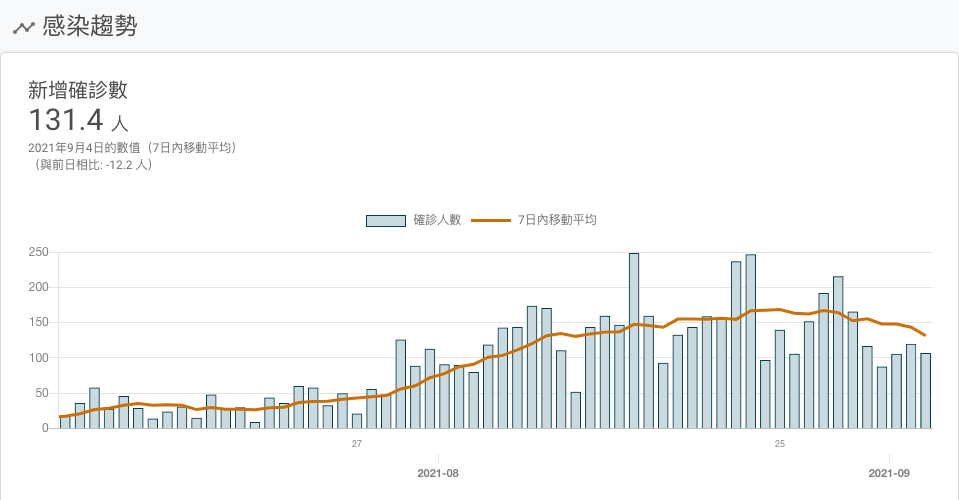 感染趨勢
新增確診數
131.4 人
2021年9月4日的數值（7日內移動平均）
（與前日相比: -12.2 人）
確診人數 7日內移動平均
250
200
150
100
50
0
27 25
2021-08 2021-09